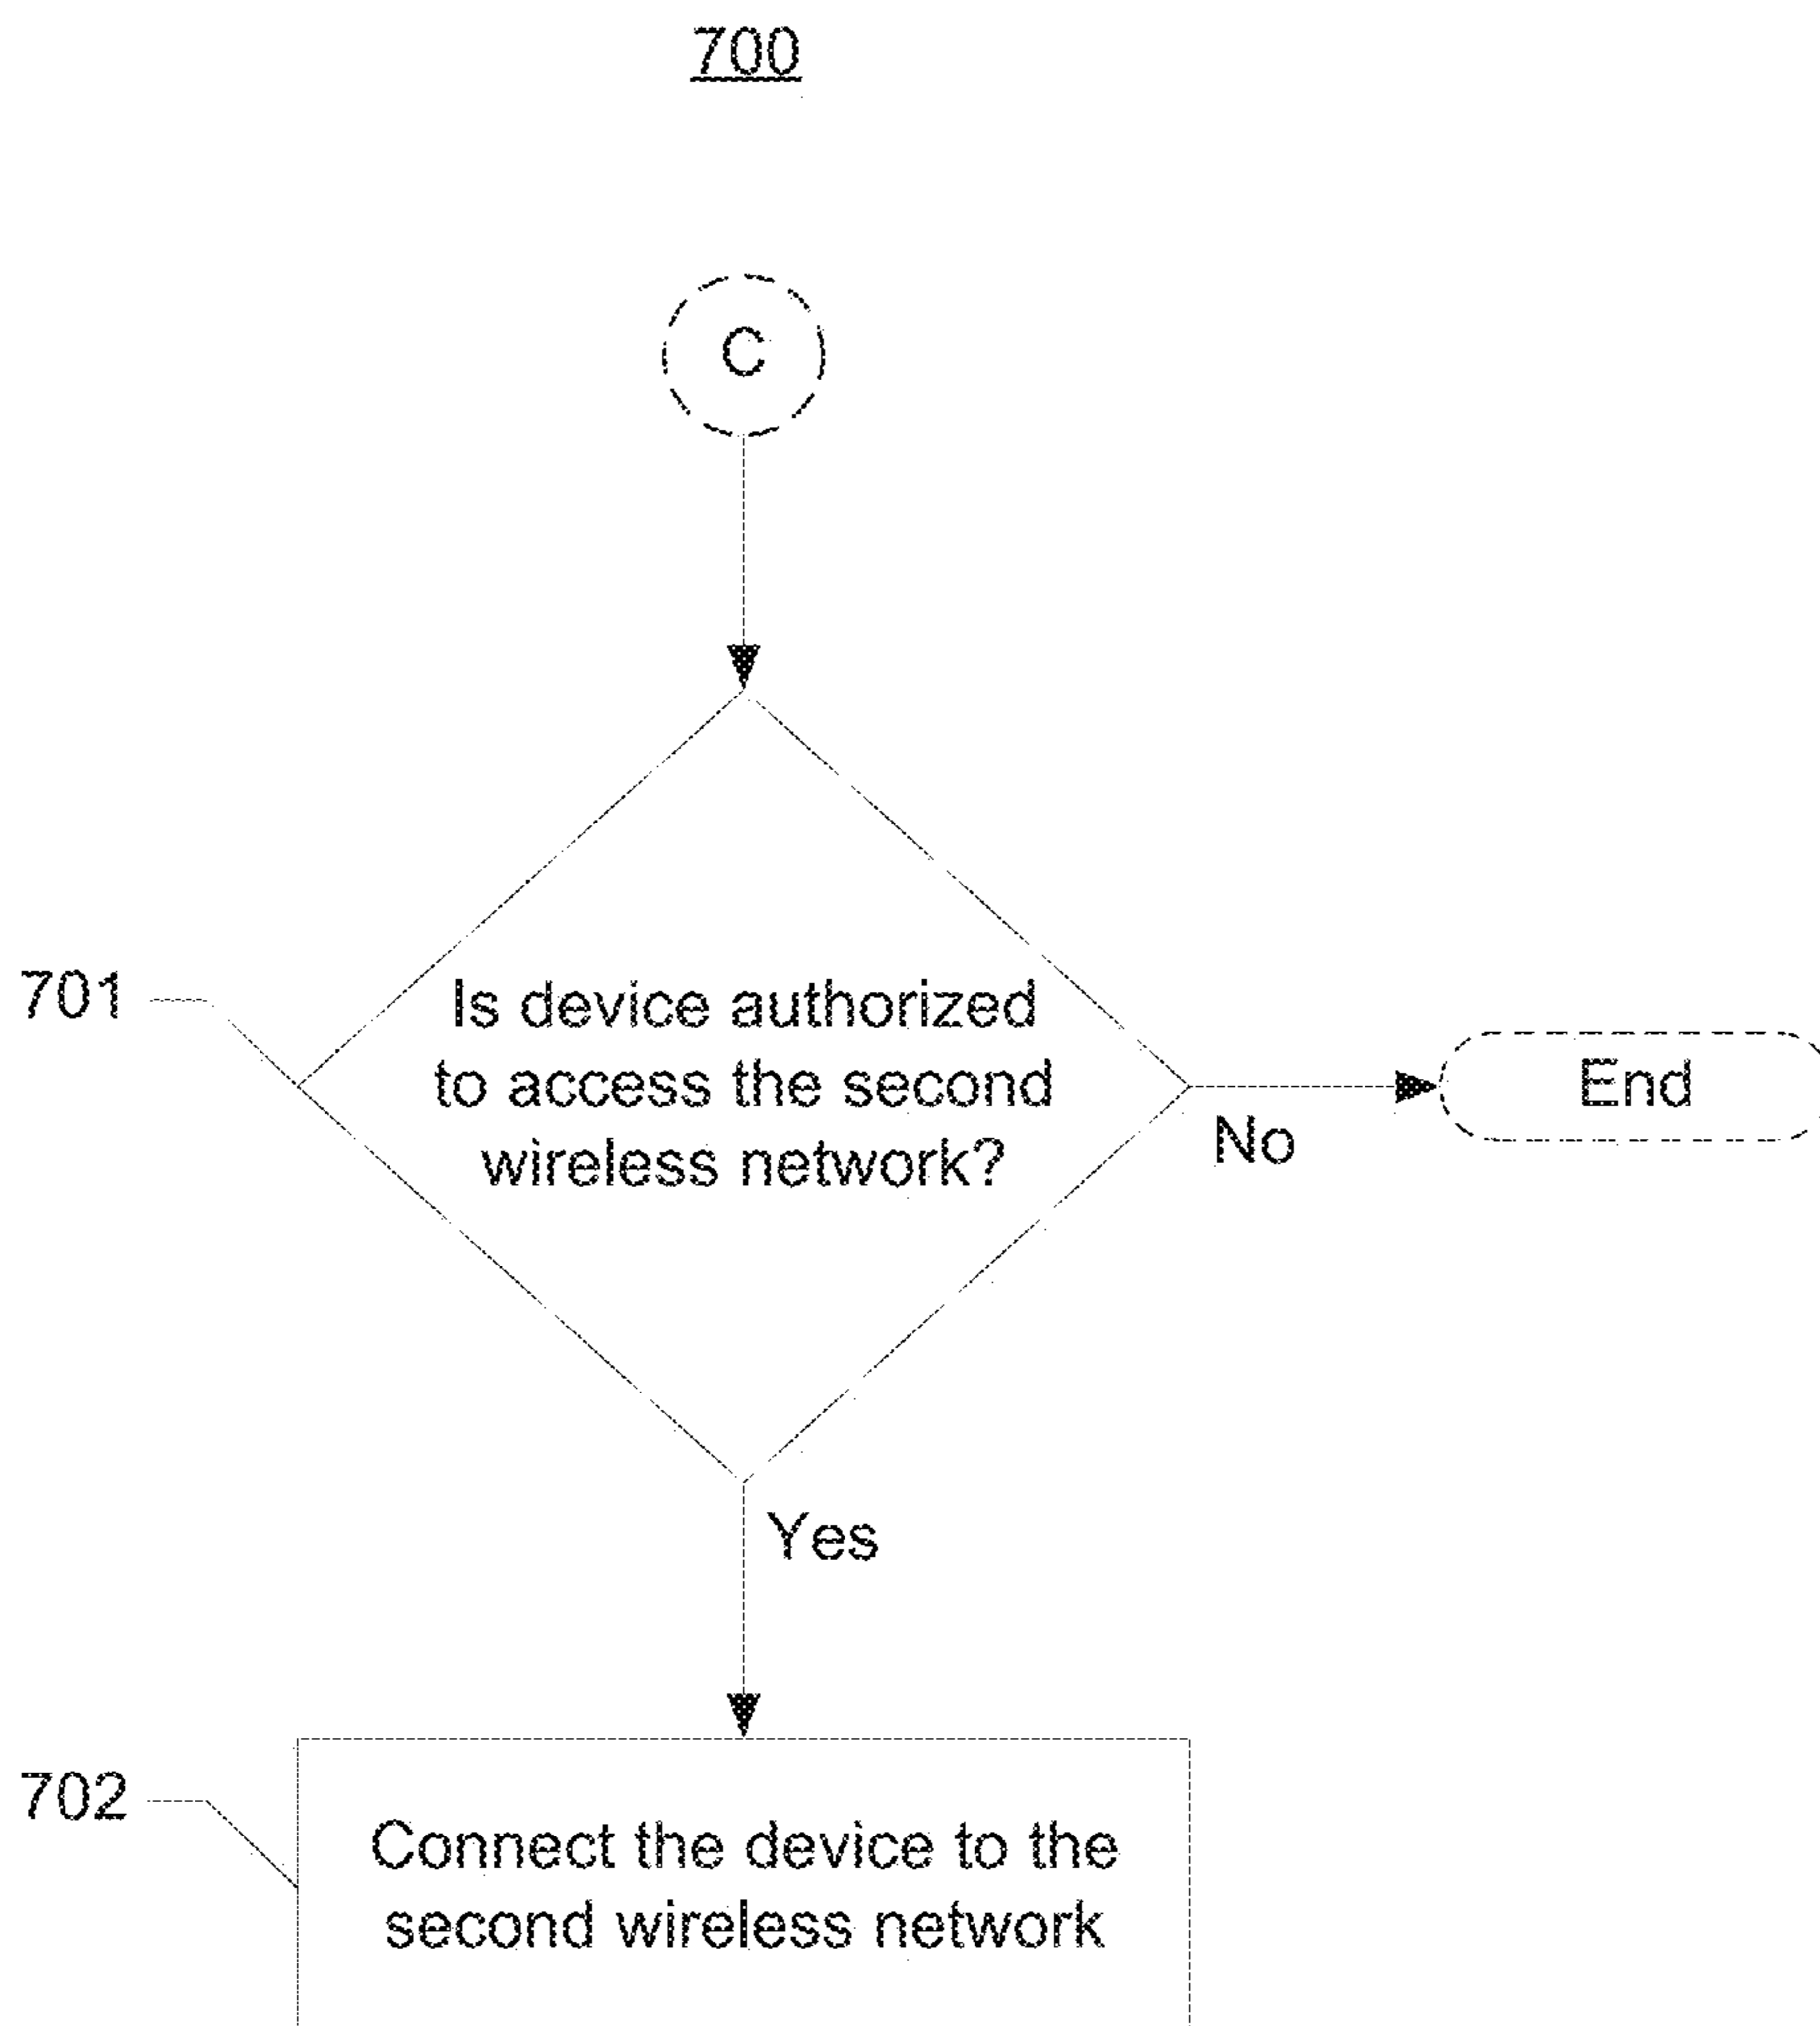 700
C
701
Is device authorized
to access the second
wireless network?
No
End
Yes
702
Connect the device to the
second wireless network